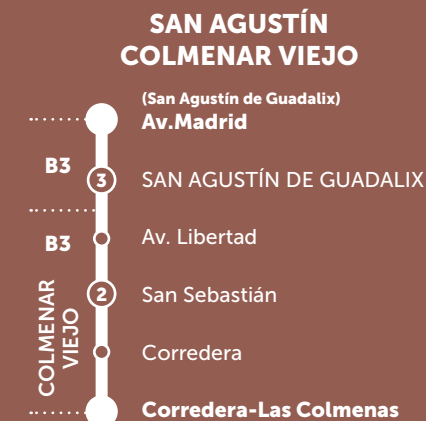 SAN AGUSTÍN
COLMENAR VIEJO
(San Agustín de Guadalix)
Av.Madrid
B3
3 SAN AGUSTÍN DE GUADALIX
B3
Av. Libertad
2 San Sebastián
COLMENAR
VIEJO
Corredera
Corredera-Las Colmenas